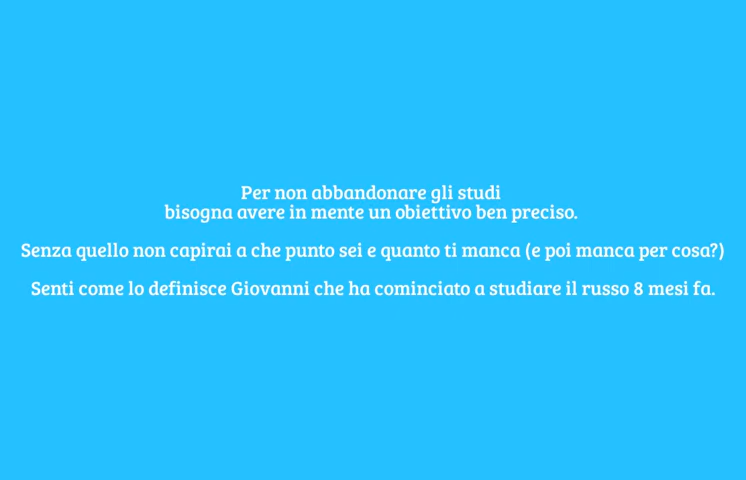 Per non abbandonare gli studi
bisogna avere in mente un obiettivo ben preciso.
Senza quello non capirai a che punto sei e quanto ti manca (e poi manca per cosa?)
Senti come lo definisce Giovanni che ha cominciato a studiare il russo 8 mesi fa.